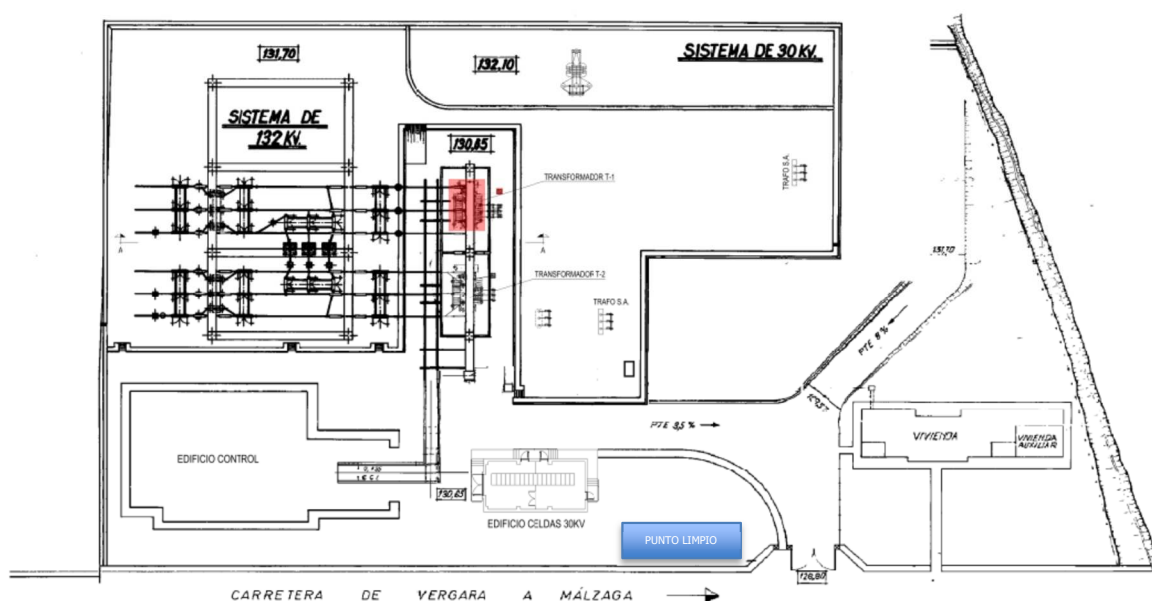 131,70
132,10
SISTEMA DE 30 KV.
SISTEMA DE
132 KV.
130,85
TRANSFORMADOR T-1
TRAFO S.A.
A
A
TRANSFORMADOR T-2
TRAFO S.A.
131,70
PTE 8 %
PTE 9,5 %
VIVIENDA
VIVIENDA
AUXILIAR
EDIFICIO CONTROL
130,65
EDIFICIO CELDAS 30KV
PUNTO LIMPIO
128,80
CARRETERA DE VERGARA A MÁLZAGA